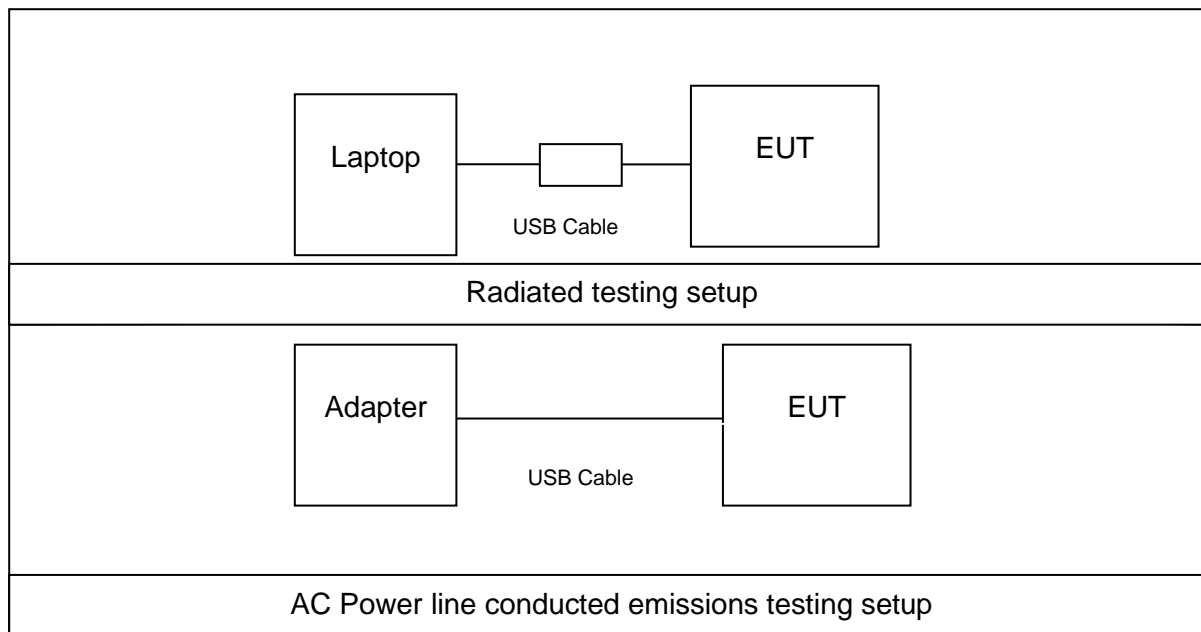 Laptop
EUT
USB Cable
Radiated testing setup
Adapter
EUT
USB Cable
AC Power line conducted emissions testing setup